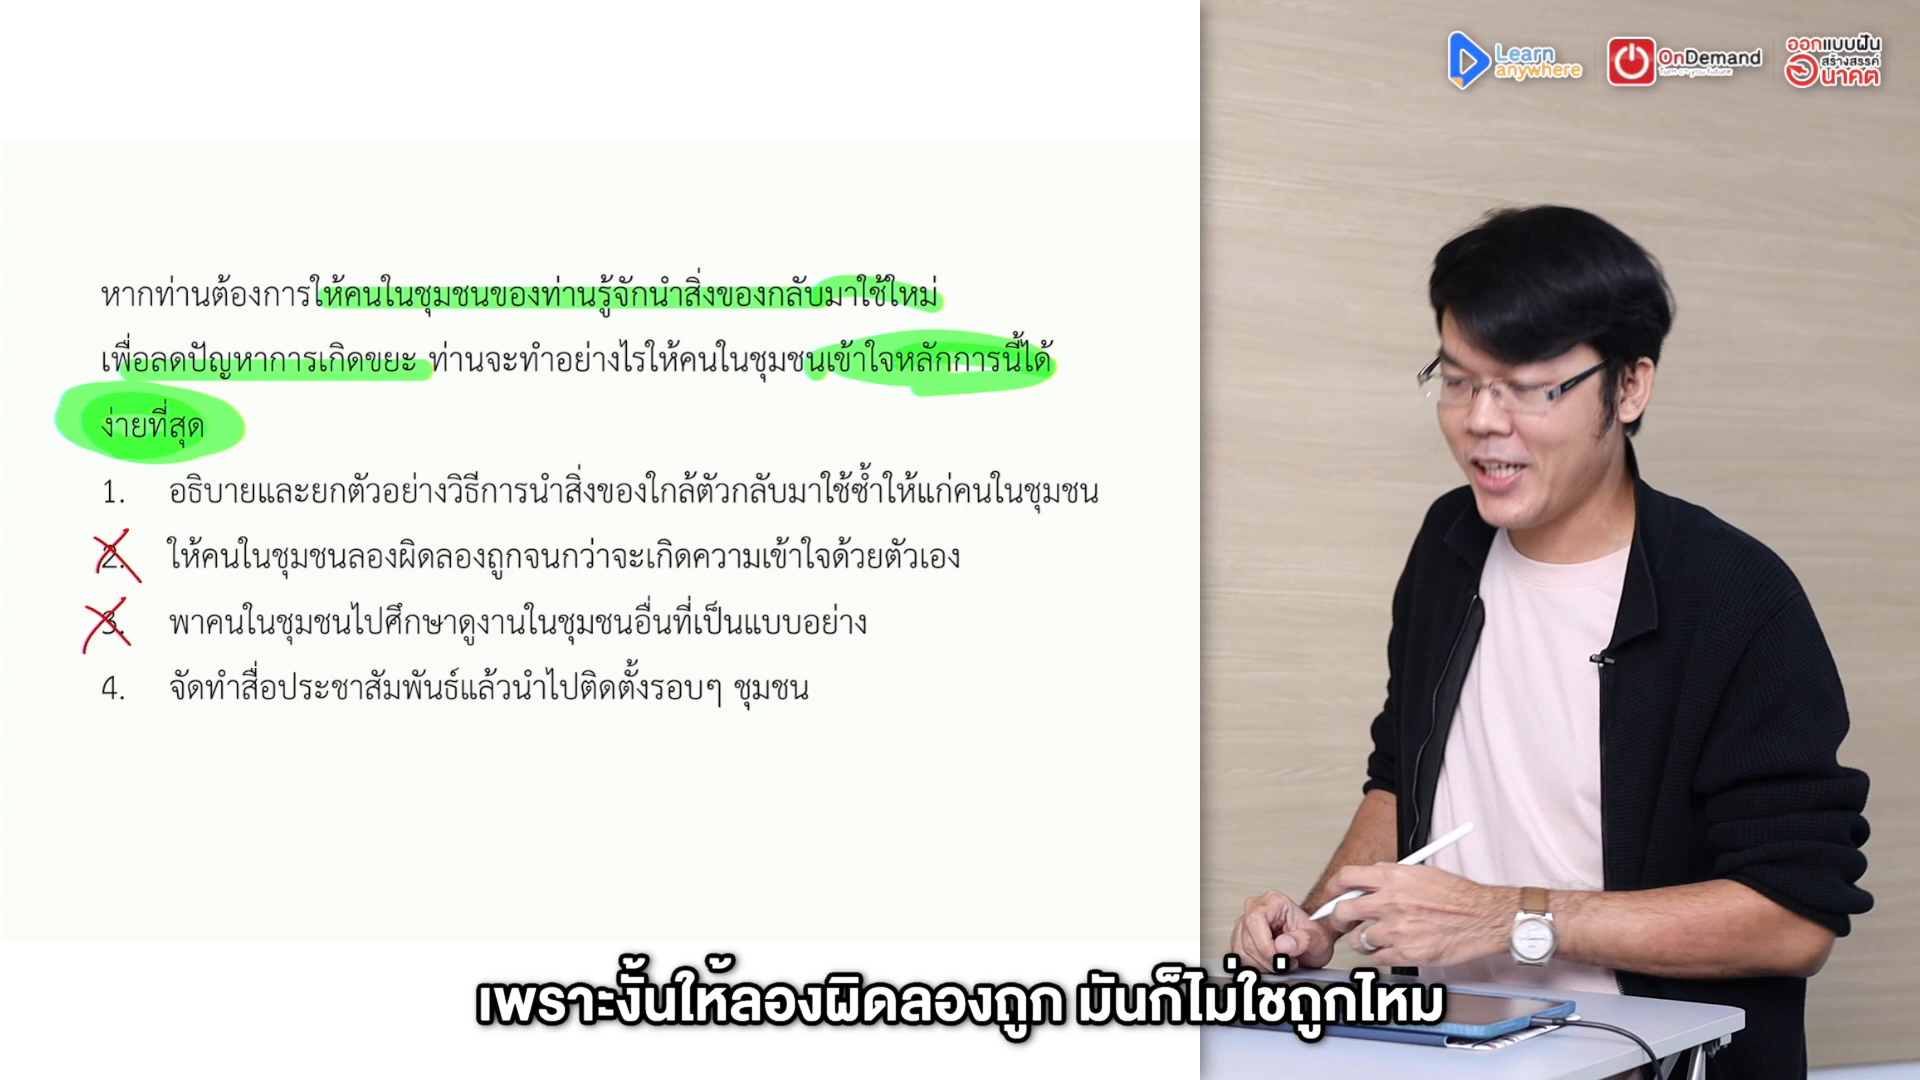 Learn
anywhere
OnDemand
Turn on your future
ออกแบบฝัน
สร้างสรรค์
อนาคต
หากท่านต้องการให้คนในชุมชนของท่านรู้จักนำสิ่งของกลับมาใช้ใหม่
เพื่อลดปัญหาการเกิดขยะ ท่านจะทำอย่างไรให้คนในชุมชนเข้าใจหลักการนี้ได้
ง่ายที่สุด
1. อธิบายและยกตัวอย่างวิธีการนำสิ่งของใกล้ตัวกลับมาใช้ซ้ำให้แก่คนในชุมชน
2. ให้คนในชุมชนลองผิดลองถูกจนกว่าจะเกิดความเข้าใจด้วยตัวเอง
3. พาคนในชุมชนไปศึกษาดูงานในชุมชนอื่นที่เป็นแบบอย่าง
4. จัดทำสื่อประชาสัมพันธ์แล้วนำไปติดตั้งรอบๆ ชุมชน
เพราะงั้นให้ลองผิดลองถูก มันก็ไม่ใช่ถูกไหม